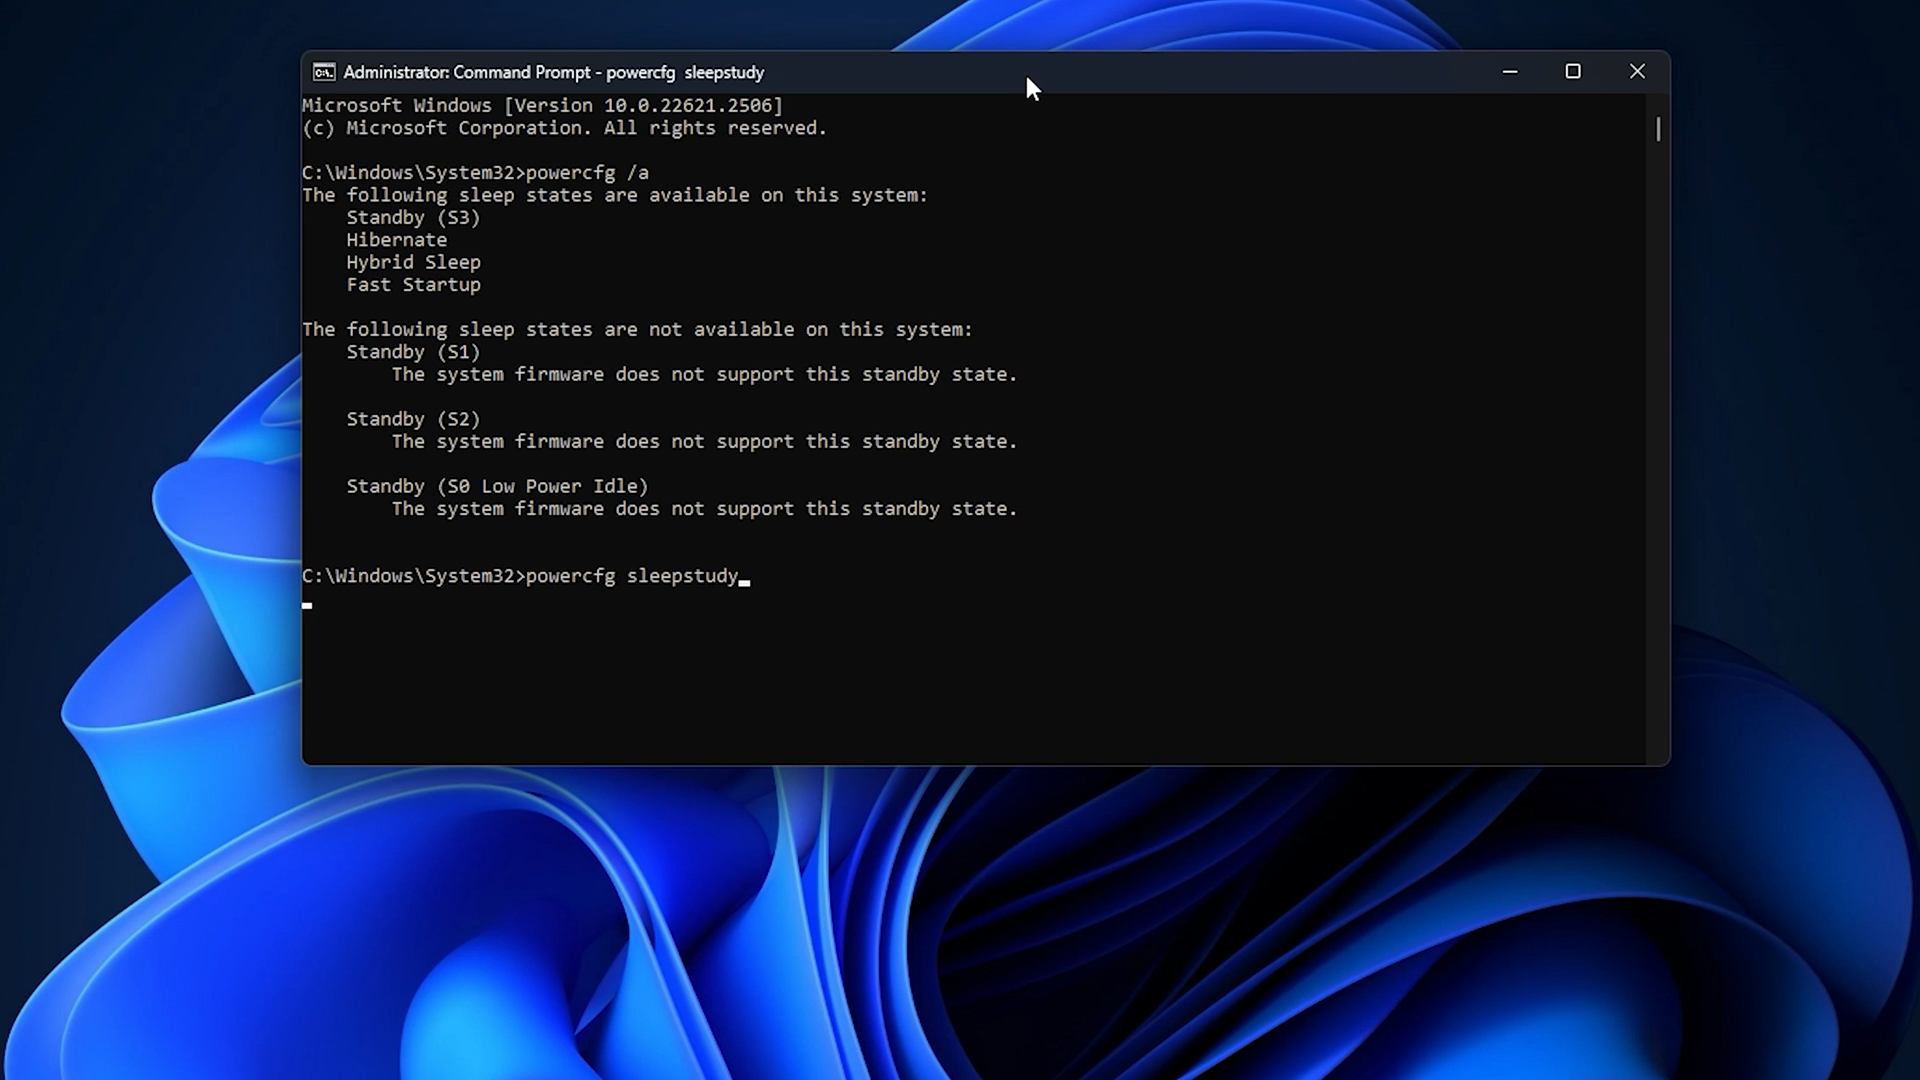 Administrator: Command Prompt - powercfg  sleepstudy
Microsoft Windows [Version 10.0.22621.2506]
(c) Microsoft Corporation. All rights reserved.
C:\Windows\System32>powercfg /a
The following sleep states are available on this system:
Standby (S3)
Hibernate
Hybrid Sleep
Fast Startup
The following sleep states are not available on this system:
Standby (S1)
The system firmware does not support this standby state.
Standby (S2)
The system firmware does not support this standby state.
Standby (S0 Low Power Idle)
The system firmware does not support this standby state.
C:\Windows\System32>powercfg sleepstudy